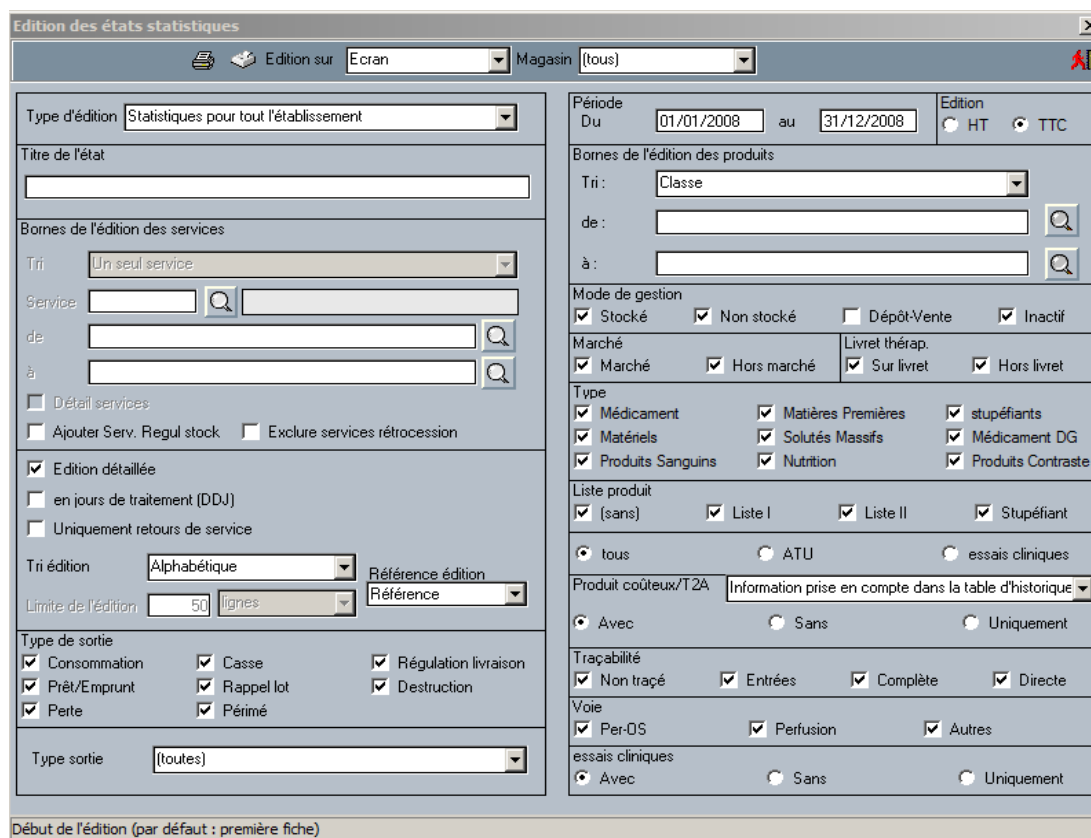 Edition des états statistiques
Edition sur Ecran Magasin (tous)
Type d'édition Statistiques pour tout l'établissement
Titre de l'état
Bornes de l'édition des services
Tri Un seul service
Service
de
à
Détail services
Ajouter Serv. Regul stock Exclure services rétrocession
Edition détaillée
en jours de traitement (DDJ)
Uniquement retours de service
Tri édition Alphabétique Référence édition
Référence
Limite de l'édition 50 lignes
Type de sortie
Consommation Casse Régulation livraison
Prêt/Emprunt Rappel lot Destruction
Perte Périmé
Type sortie (toutes)
Période Edition
Du 01/01/2008 au 31/12/2008 HT TTC
Bornes de l'édition des produits
Tri : Classe
de :
à :
Mode de gestion
Stocké Non stocké Dépôt-Vente Inactif
Marché Livret thérap.
Marché Hors marché Sur livret Hors livret
Type
Médicament Matières Premières stupéfiants
Matériels Solutés Massifs Médicament DG
Produits Sanguins Nutrition Produits Contraste
Liste produit
(sans) Liste I Liste II Stupéfiant
tous ATU essais cliniques
Produit coûteux/T2A Information prise en compte dans la table d'historique
Avec Sans Uniquement
Traçabilité
Non tracé Entrées Complète Directe
Voie
Per-OS Perfusion Autres
essais cliniques
Avec Sans Uniquement
Début de l'édition (par défaut : première fiche)